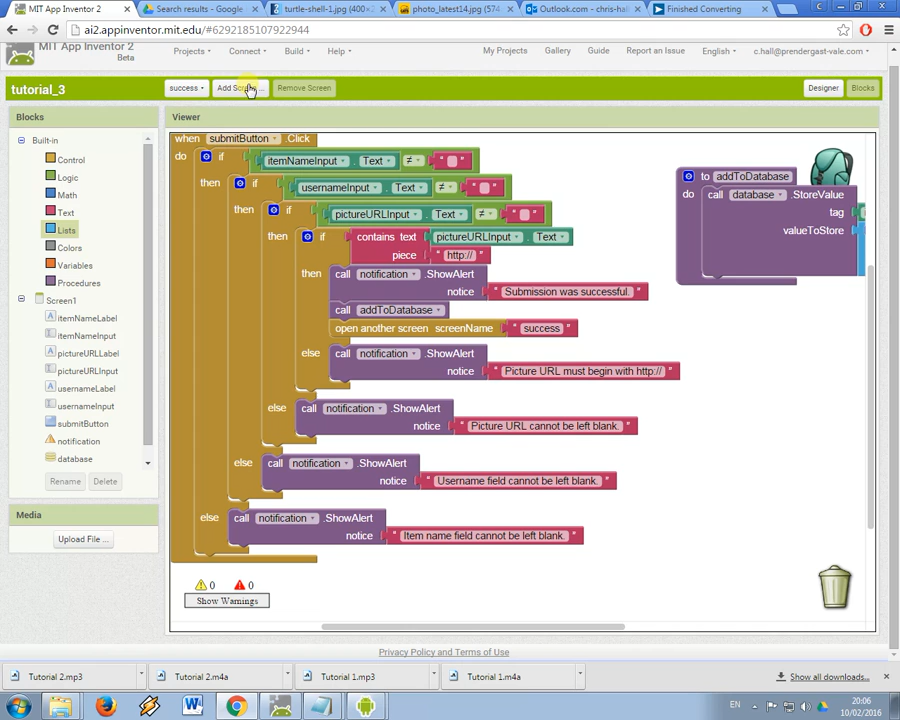 MIT App Inventor 2
Search results - Google
turtle-shell-1.jpg (400×
photo_latest14.jpg (574
Outlook.com - chris-hal
Finished Converting
ai2.appinventor.mit.edu/#6292185107922944
MIT App Inventor 2
Beta
Projects
Connect
Build
Help
My Projects
Gallery
Guide
Report an Issue
English
c.hall@prendergast-vale.com
tutorial_3
success
Add Screen ...
Remove Screen
Designer
Blocks
Blocks
Viewer
Built-in
Control
Logic
Math
Text
Lists
Colors
Variables
Procedures
Screen1
itemNameLabel
itemNameInput
pictureURLLabel
pictureURLInput
usernameLabel
usernameInput
submitButton
notification
database
Rename
Delete
Media
Upload File ...
when submitButton .Click
do if itemNameInput . Text ≠ " "
then if usernameInput . Text ≠ " "
then if pictureURLInput . Text ≠ " "
then if contains text pictureURLInput . Text
piece " http:// "
then call notification .ShowAlert
notice " Submission was successful. "
call addToDatabase
open another screen screenName " success "
else call notification .ShowAlert
notice " Picture URL must begin with http:// "
else call notification .ShowAlert
notice " Picture URL cannot be left blank. "
else call notification .ShowAlert
notice " Username field cannot be left blank. "
else call notification .ShowAlert
notice " Item name field cannot be left blank. "
to addToDatabase
do call database .StoreValue
tag
valueToStore
0 0
Show Warnings
Privacy Policy and Terms of Use
Tutorial 2.mp3
Tutorial 2.m4a
Tutorial 1.mp3
Tutorial 1.m4a
Show all downloads...
EN
20:06
10/02/2016